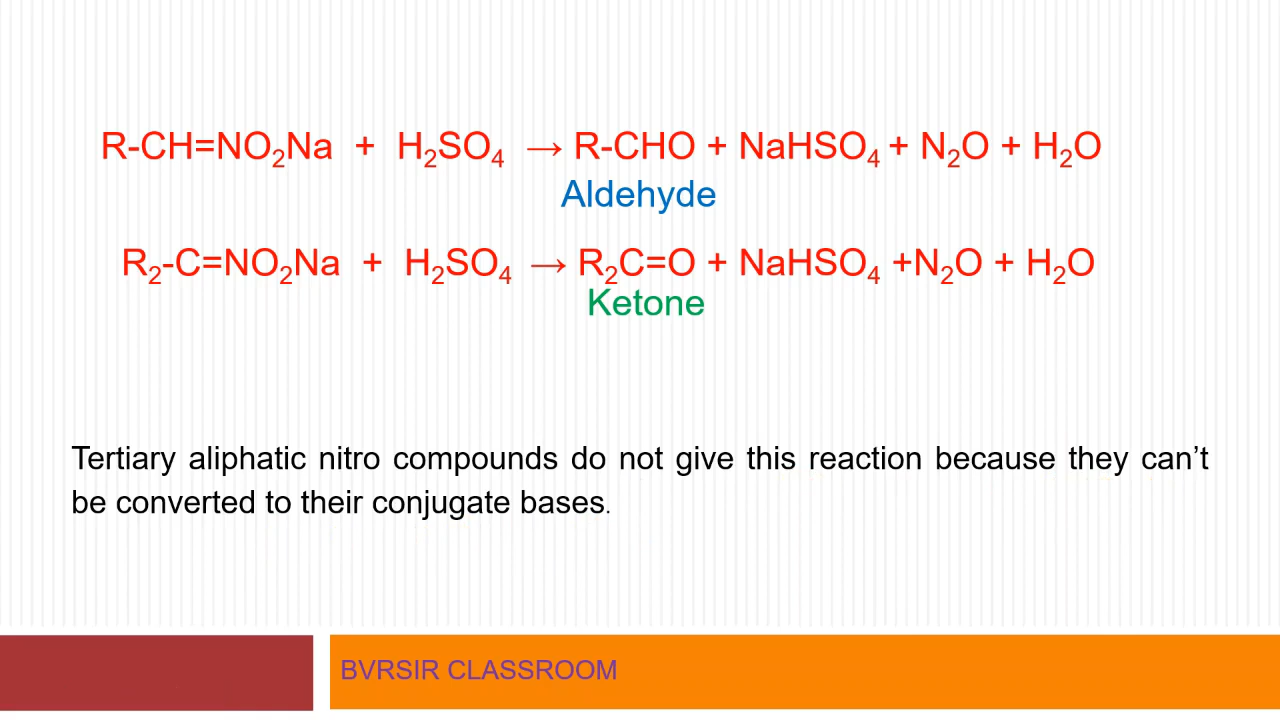 R-CH=NO₂Na + H₂SO₄ → R-CHO + NaHSO₄ + N₂O + H₂O
Aldehyde
R₂-C=NO₂Na + H₂SO₄ → R₂C=O + NaHSO₄ +N₂O + H₂O
Ketone
Tertiary aliphatic nitro compounds do not give this reaction because they can’t
be converted to their conjugate bases.
BVRSIR CLASSROOM